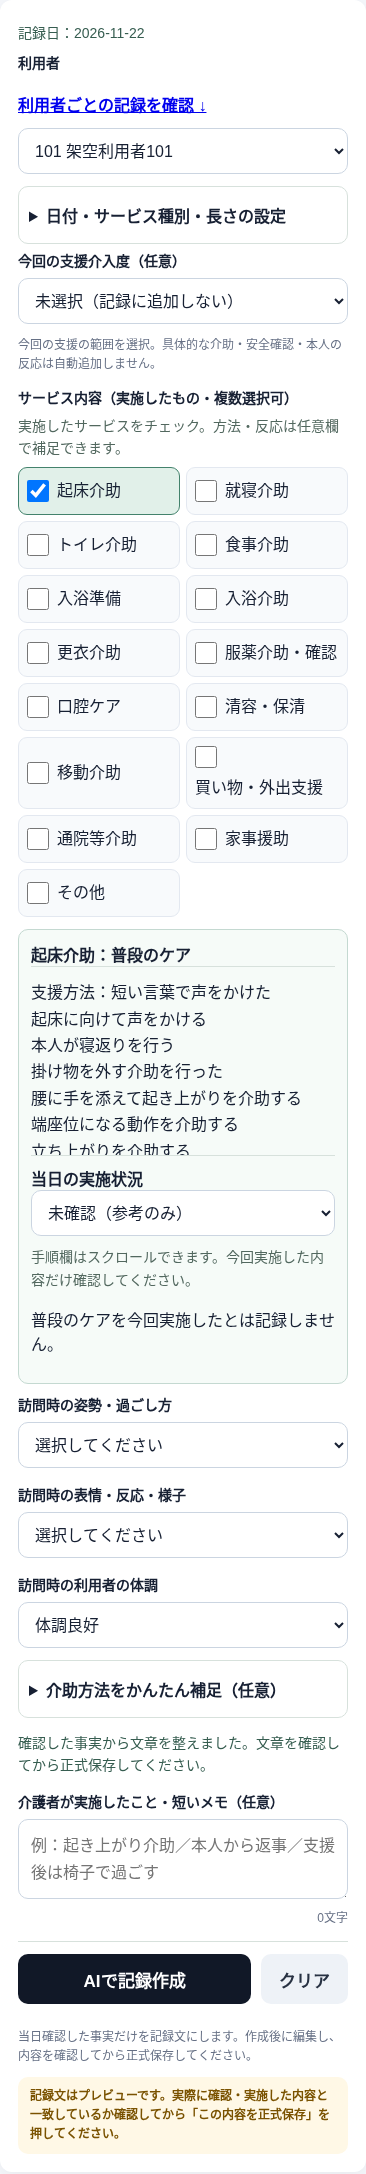 記録日：2026-11-22
利用者
利用者ごとの記録を確認 ↓
101 架空利用者101
▶ 日付・サービス種別・長さの設定
今回の支援介入度（任意）
未選択（記録に追加しない）
今回の支援の範囲を選択。具体的な介助・安全確認・本人の
反応は自動追加しません。
サービス内容（実施したもの・複数選択可）
実施したサービスをチェック。方法・反応は任意欄
で補足できます。
起床介助
就寝介助
トイレ介助
食事介助
入浴準備
入浴介助
更衣介助
服薬介助・確認
口腔ケア
清容・保清
移動介助
買い物・外出支援
通院等介助
家事援助
その他
起床介助：普段のケア
支援方法：短い言葉で声をかけた
起床に向けて声をかける
本人が寝返りを行う
掛け物を外す介助を行った
腰に手を添えて起き上がりを介助する
端座位になる動作を介助する
立ち上がりを介助する
当日の実施状況
未確認（参考のみ）
手順欄はスクロールできます。今回実施した内
容だけ確認してください。
普段のケアを今回実施したとは記録しませ
ん。
訪問時の姿勢・過ごし方
選択してください
訪問時の表情・反応・様子
選択してください
訪問時の利用者の体調
体調良好
▶ 介助方法をかんたん補足（任意）
確認した事実から文章を整えました。文章を確認し
てから正式保存してください。
介護者が実施したこと・短いメモ（任意）
例：起き上がり介助／本人から返事／支援
後は椅子で過ごす
0文字
AIで記録作成
クリア
当日確認した事実だけを記録文にします。作成後に編集し、
内容を確認してから正式保存してください。
記録文はプレビューです。実際に確認・実施した内容と
一致しているか確認してから「この内容を正式保存」を
押してください。